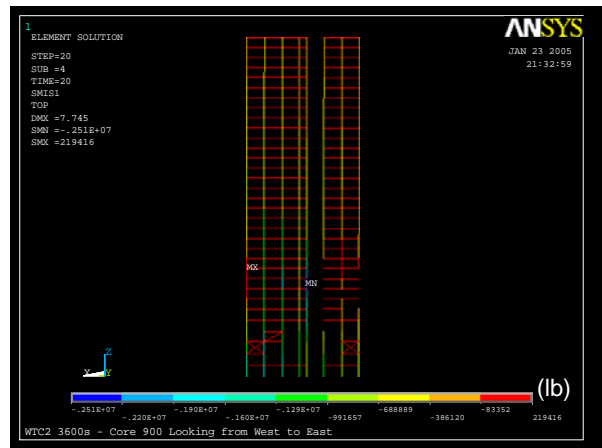 1
ELEMENT SOLUTION
STEP=20
SUB =4
TIME=20
SMIS1
TOP
DMX=7.745
SMN =-.251E+07
SMX =219416
ANSYS
JAN 23 2005
21:32:59
MX
MN
Z
X
Y
(lb)
-.251E+07
-.220E+07
-.190E+07
-.160E+07
-.129E+07
-991657
-688889
-386120
-83352
219416
WTC2 3600s - Core 900 Looking from West to East